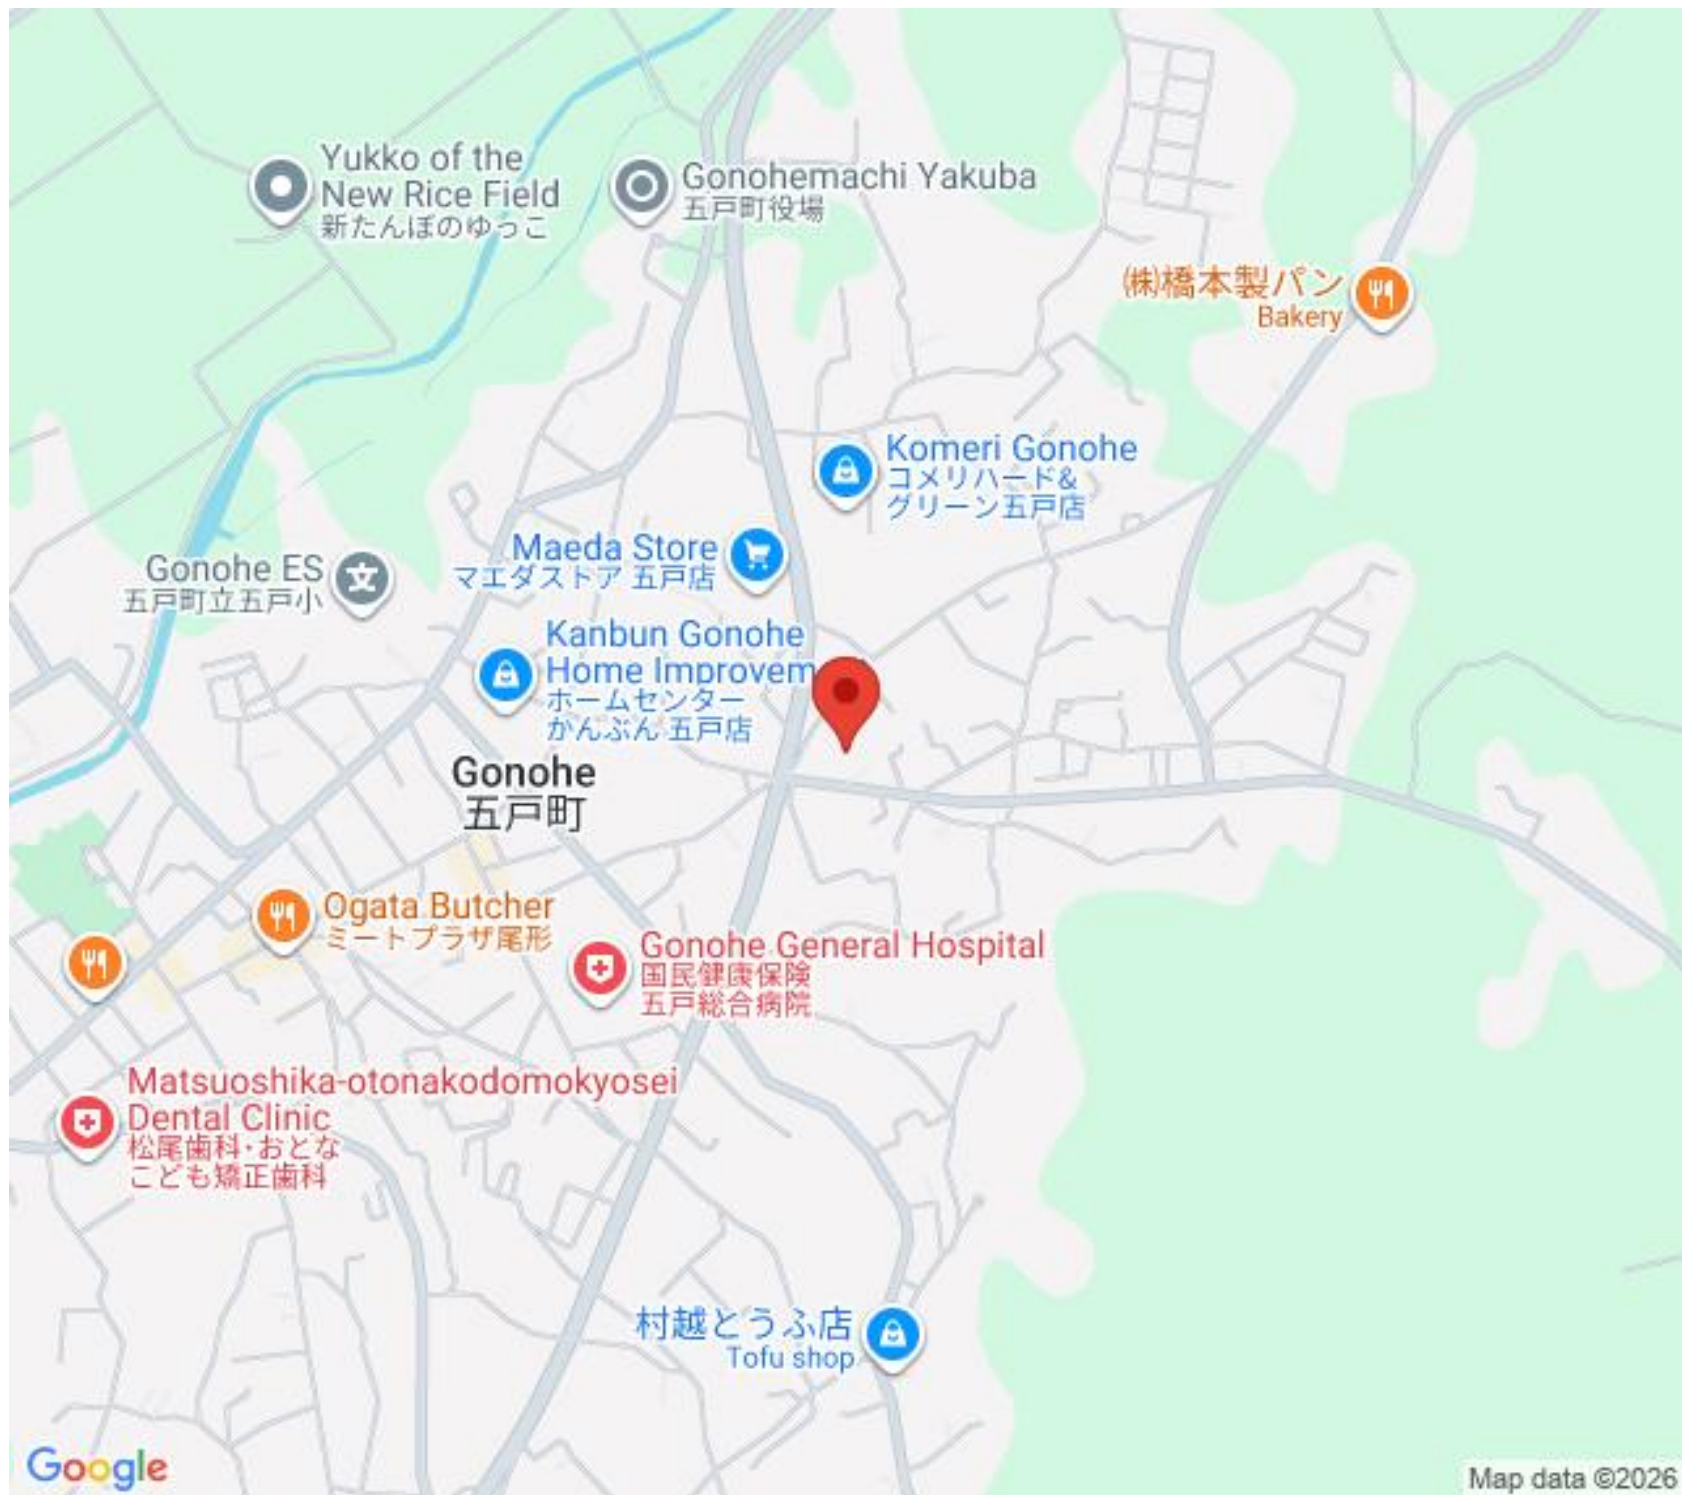 Yukko of the
New Rice Field
新たんぼのゆっこ
Gonohemachi Yakuba
五戸町役場
㈱橋本製パン
Bakery
Komeri Gonohe
コメリハード&
グリーン五戸店
Maeda Store
マエダストア 五戸店
Gonohe ES
五戸町立五戸小
Kanbun Gonohe
Home Improvem
ホームセンター
かんぶん 五戸店
Gonohe
五戸町
Ogata Butcher
ミートプラザ尾形
Gonohe General Hospital
国民健康保険
五戸総合病院
Matsuoshika-otonakodomokyosei
Dental Clinic
松尾歯科·おとな
こども矯正歯科
村越とうふ店
Tofu shop
Google
Map data ©2026